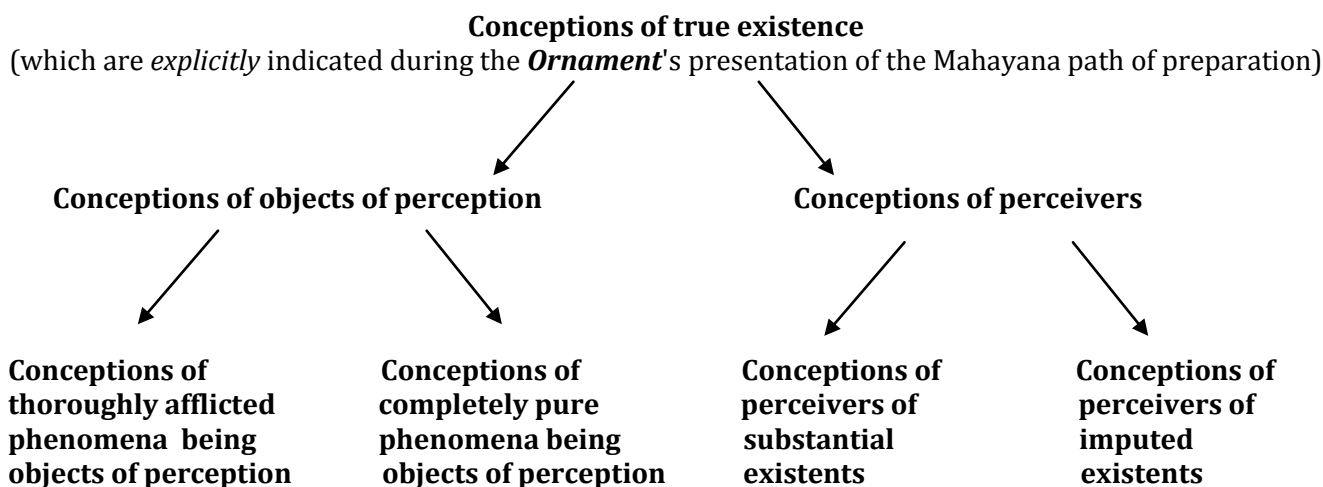 Conceptions of true existence
(which are explicitly indicated during the Ornament's presentation of the Mahayana path of preparation)
Conceptions of objects of perception
Conceptions of perceivers
Conceptions of
thoroughly afflicted
phenomena being
objects of perception
Conceptions of
completely pure
phenomena being
objects of perception
Conceptions of
perceivers of
substantial
existents
Conceptions of
perceivers of
imputed
existents